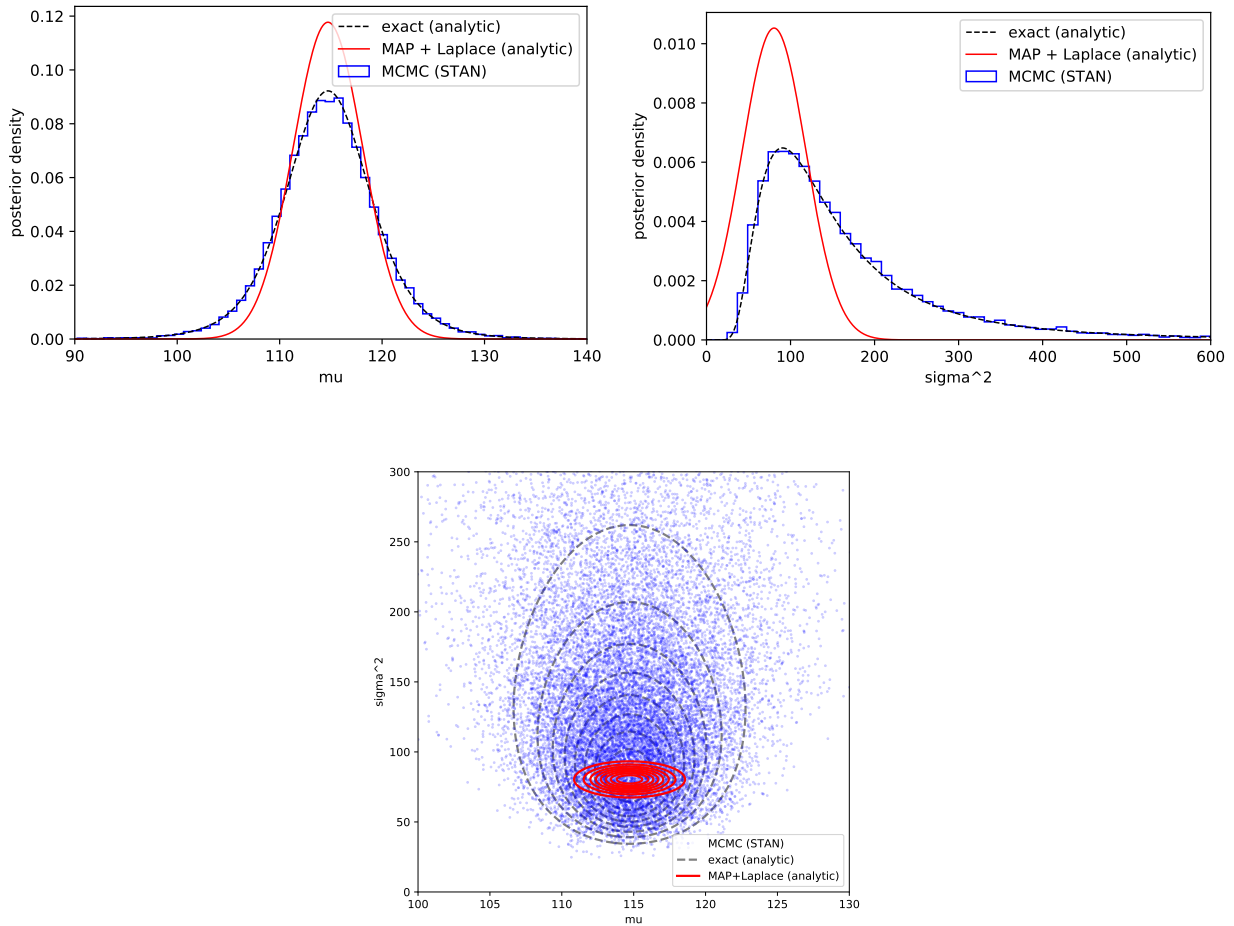 0.12
0.10
0.08
0.06
0.04
0.02
0.00
posterior density
90 100 110 120 130 140
mu
exact (analytic)
MAP + Laplace (analytic)
MCMC (STAN)
0.010
0.008
0.006
0.004
0.002
0.000
posterior density
0 100 200 300 400 500 600
sigma^2
exact (analytic)
MAP + Laplace (analytic)
MCMC (STAN)
300
250
200
150
100
50
0
sigma^2
100 105 110 115 120 125 130
mu
MCMC (STAN)
exact (analytic)
MAP+Laplace (analytic)